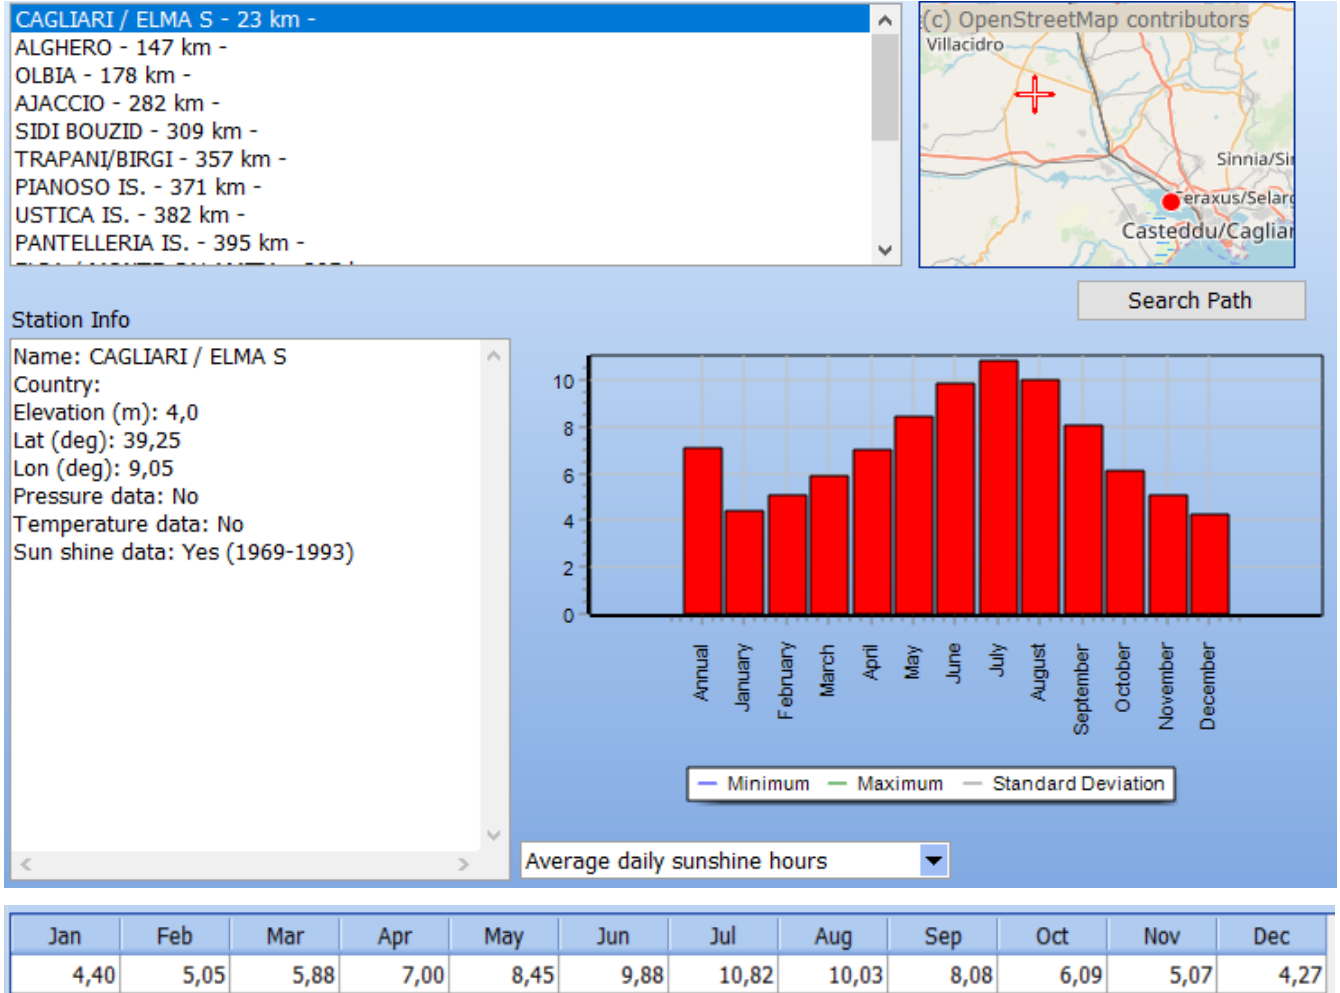 CAGLIARI / ELMA S - 23 km -
ALGHERO - 147 km -
OLBIA - 178 km -
AJACCIO - 282 km -
SIDI BOUZID - 309 km -
TRAPANI/BIRGI - 357 km -
PIANOSO IS. - 371 km -
USTICA IS. - 382 km -
PANTELLERIA IS. - 395 km -
(c) OpenStreetMap contributors
Villacidro
Sinnia/Si
eraxus/Selarg
Casteddu/Cagliar
Search Path
Station Info
Name: CAGLIARI / ELMA S
Country:
Elevation (m): 4,0
Lat (deg): 39,25
Lon (deg): 9,05
Pressure data: No
Temperature data: No
Sun shine data: Yes (1969-1993)
10
8
6
4
2
0
Annual January February March April May June July August September October November December
Minimum Maximum Standard Deviation
Average daily sunshine hours
Jan Feb Mar Apr May Jun Jul Aug Sep Oct Nov Dec
4,40 5,05 5,88 7,00 8,45 9,88 10,82 10,03 8,08 6,09 5,07 4,27